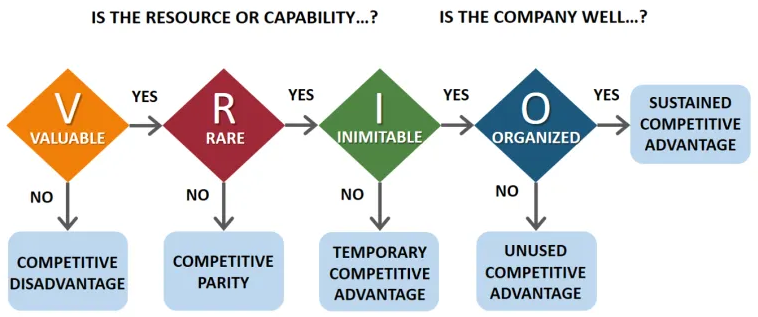 IS THE RESOURCE OR CAPABILITY...?
IS THE COMPANY WELL...?
V
VALUABLE
YES
R
RARE
YES
I
INIMITABLE
YES
O
ORGANIZED
YES
SUSTAINED
COMPETITIVE
ADVANTAGE
NO
NO
NO
NO
COMPETITIVE
DISADVANTAGE
COMPETITIVE
PARITY
TEMPORARY
COMPETITIVE
ADVANTAGE
UNUSED
COMPETITIVE
ADVANTAGE